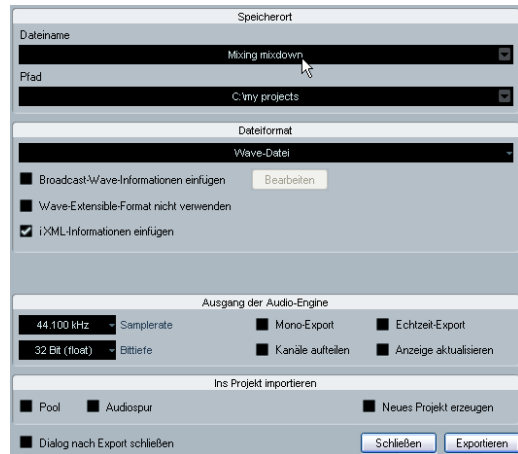 Speicherort
Dateiname
Mixing mixdown
Pfad
C:\my projects
Dateiformat
Wave-Datei
Broadcast-Wave-Informationen einfügen Bearbeiten
Wave-Extensible-Format nicht verwenden
iXML-Informationen einfügen
Ausgang der Audio-Engine
44.100 kHz Samplerate Mono-Export Echtzeit-Export
32 Bit (float) Bittiefe Kanäle aufteilen Anzeige aktualisieren
Ins Projekt importieren
Pool Audiospur Neues Projekt erzeugen
Dialog nach Export schließen Schließen Exportieren